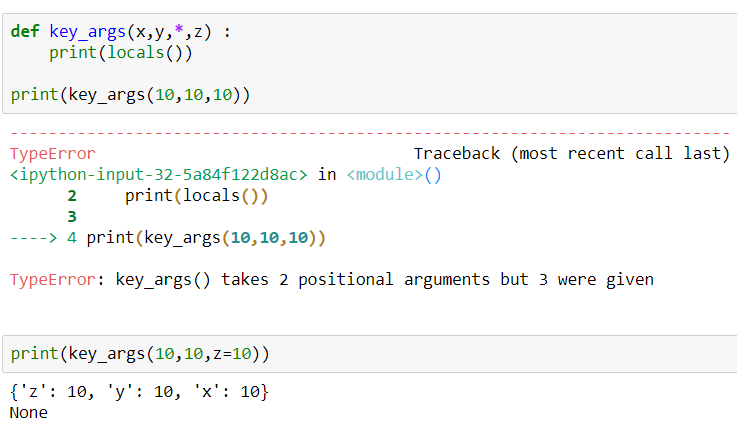 def key_args(x,y,*,z) :
    print(locals())

print(key_args(10,10,10))
---------------------------------------------------------------------------
TypeError                                 Traceback (most recent call last)
<ipython-input-32-5a84f122d8ac> in <module>()
      2     print(locals())
      3
----> 4 print(key_args(10,10,10))

TypeError: key_args() takes 2 positional arguments but 3 were given

print(key_args(10,10,z=10))
{'z': 10, 'y': 10, 'x': 10}
None